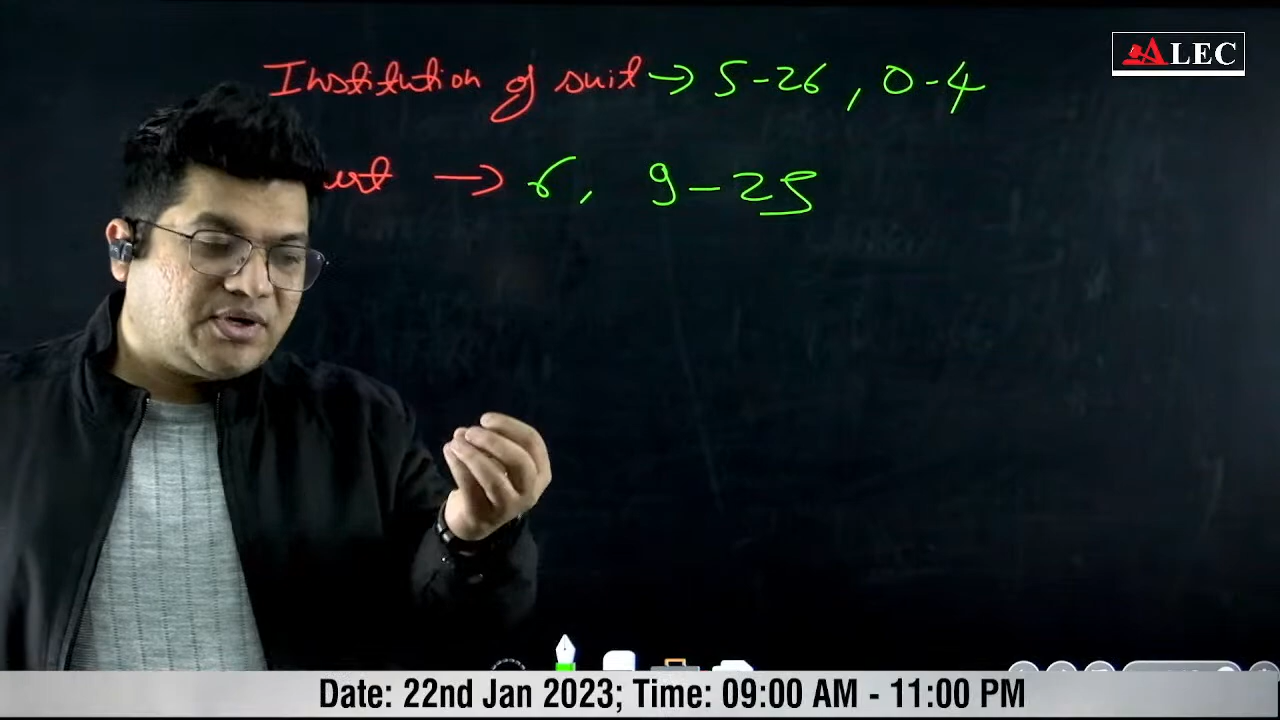 ALEC
Institution of suit → S-26, O-4
→ 6, 9-25
Date: 22nd Jan 2023; Time: 09:00 AM - 11:00 PM